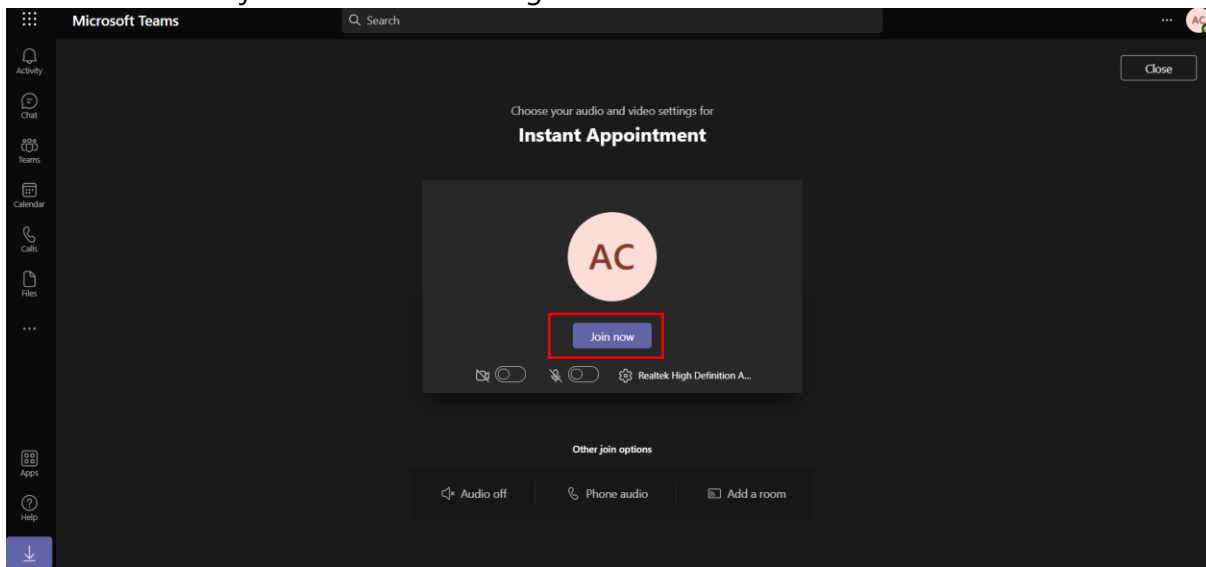 Microsoft Teams
Search
AC
Activity
Chat
Teams
Calendar
Calls
Files
Apps
Help
Close
Choose your audio and video settings for
Instant Appointment
AC
Join now
Realtek High Definition A...
Other join options
Audio off
Phone audio
Add a room